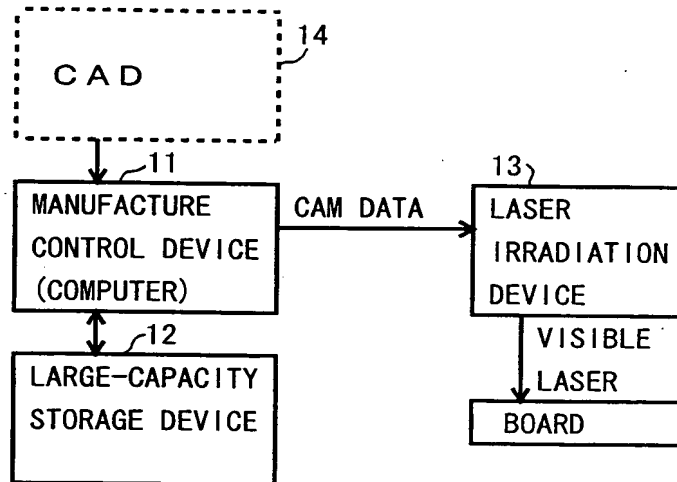 14
CAD
11
MANUFACTURE
CONTROL DEVICE
(COMPUTER)
CAM DATA
13
LASER
IRRADIATION
DEVICE
12
LARGE-CAPACITY
STORAGE DEVICE
VISIBLE
LASER
BOARD